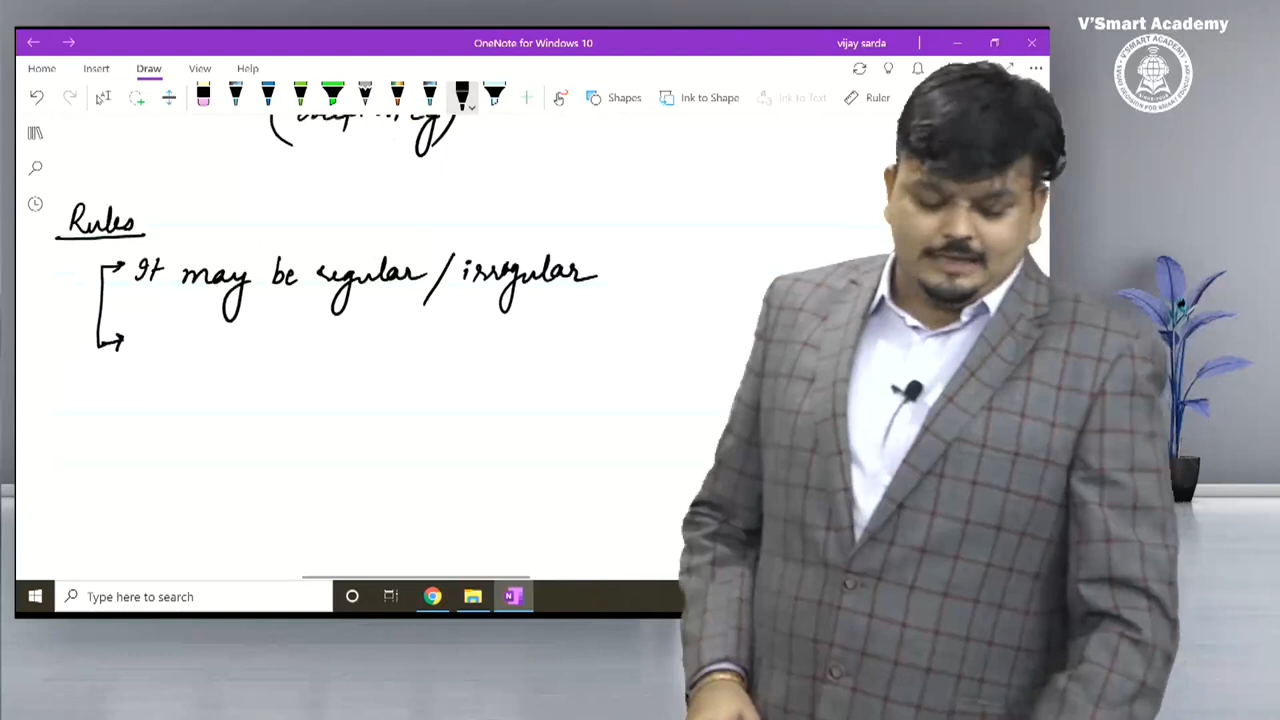 V'Smart Academy
OneNote for Windows 10
vijay sarda
Home Insert Draw View Help
Shapes Ink to Shape Ink to Text Ruler
Rules
It may be regular / irregular
Type here to search